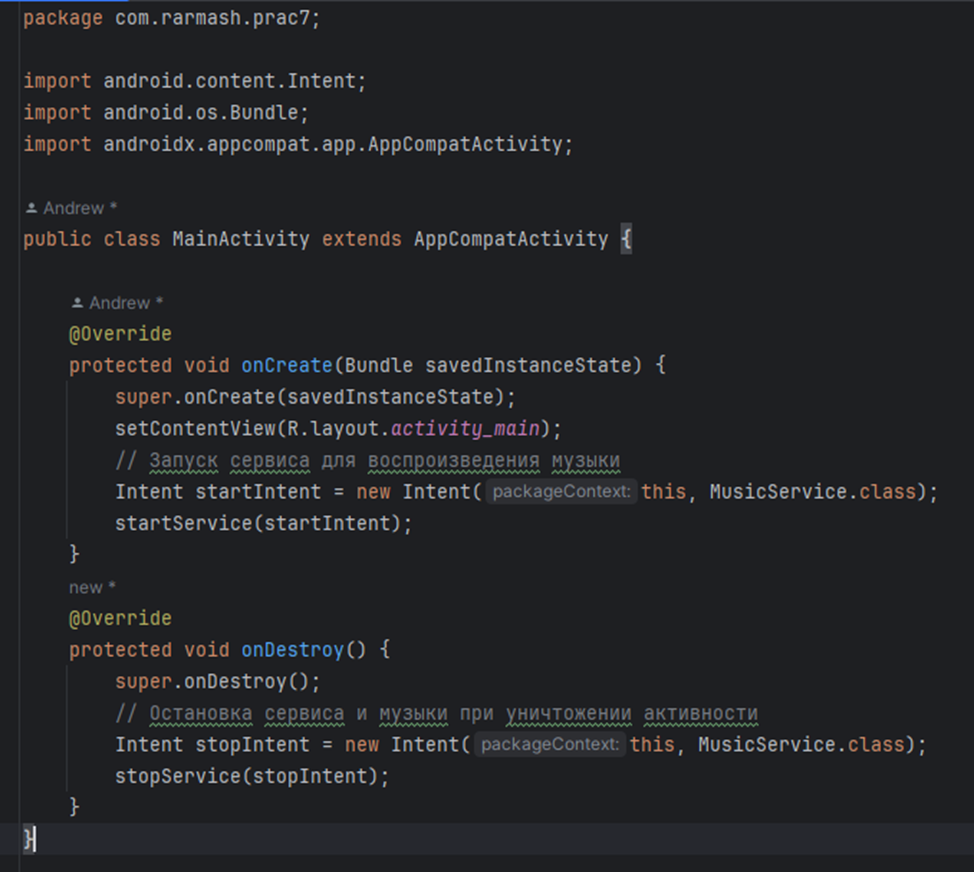 package com.rarmash.prac7;
import android.content.Intent;
import android.os.Bundle;
import androidx.appcompat.app.AppCompatActivity;
Andrew *
public class MainActivity extends AppCompatActivity {
Andrew *
@Override
protected void onCreate(Bundle savedInstanceState) {
super.onCreate(savedInstanceState);
setContentView(R.layout.activity_main);
// Запуск сервиса для воспроизведения музыки
Intent startIntent = new Intent( packageContext: this, MusicService.class);
startService(startIntent);
}
new *
@Override
protected void onDestroy() {
super.onDestroy();
// Остановка сервиса и музыки при уничтожении активности
Intent stopIntent = new Intent( packageContext: this, MusicService.class);
stopService(stopIntent);
}
}